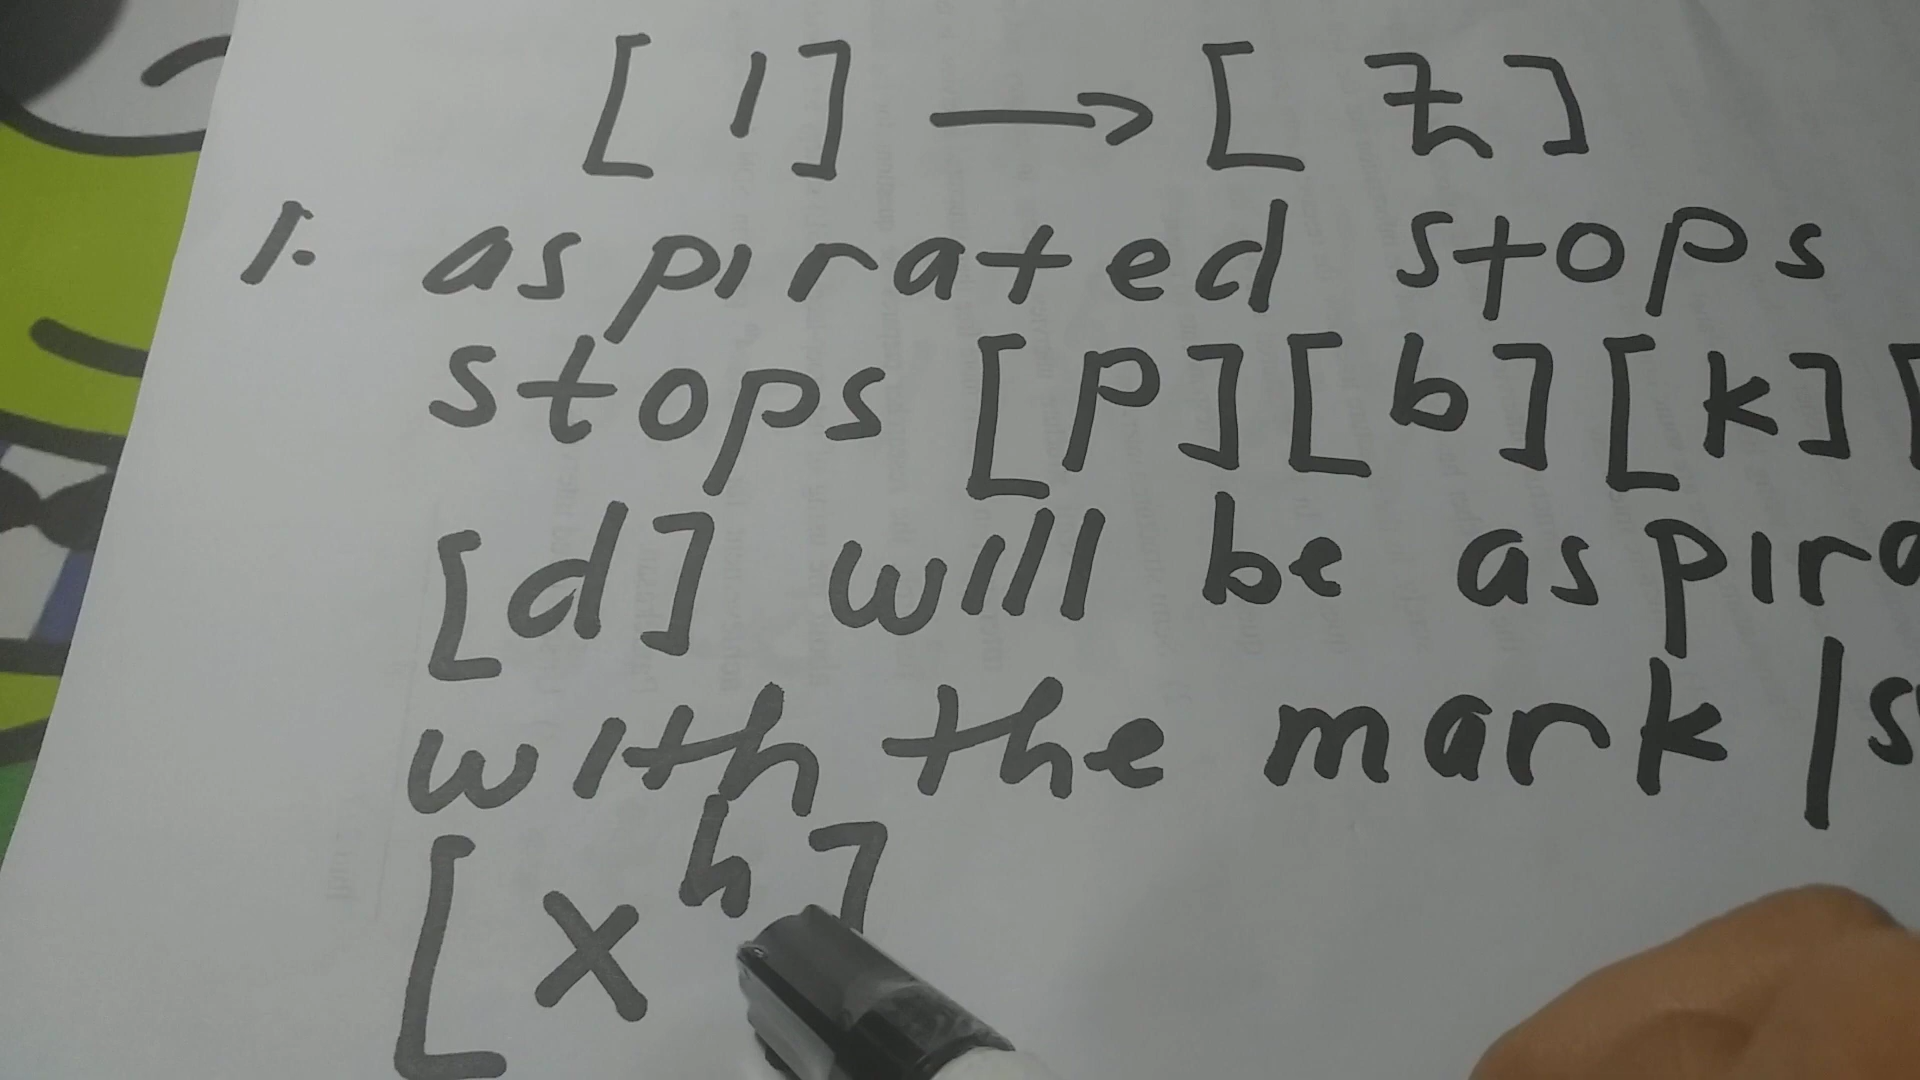 [ l ] → [ ɫ ]
1. aspirated stops
stops [p][b][k][
[d] will be aspira
with the mark / s
[xʰ]